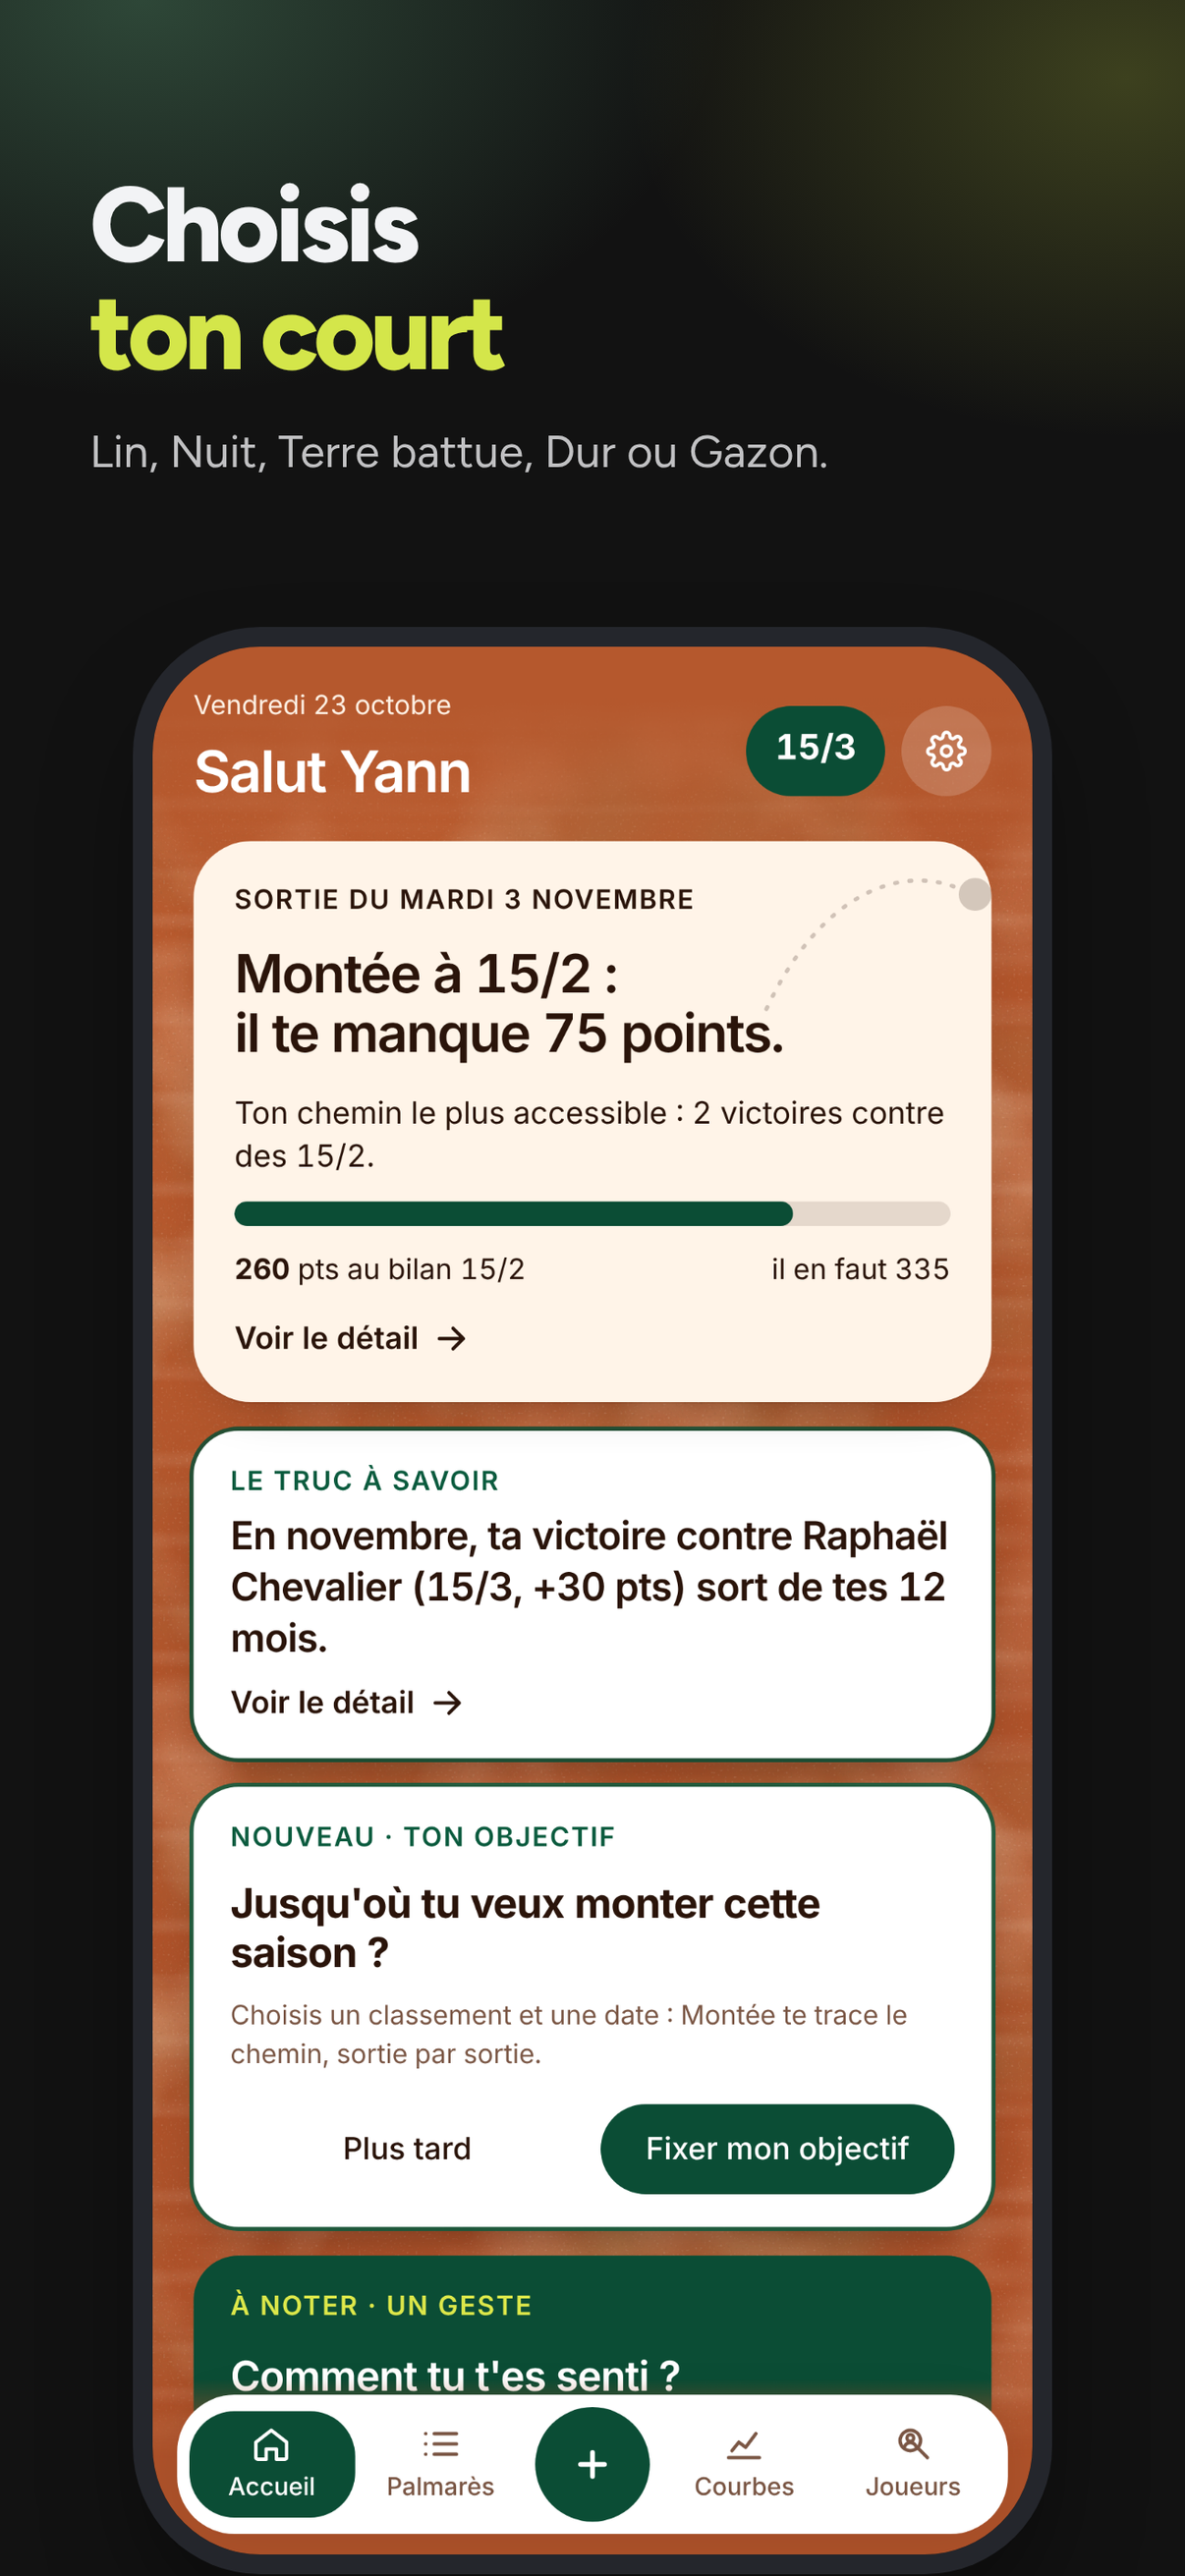 Choisis
ton court
Lin, Nuit, Terre battue, Dur ou Gazon.
Vendredi 23 octobre
Salut Yann
15/3
SORTIE DU MARDI 3 NOVEMBRE
Montée à 15/2 :
il te manque 75 points.
Ton chemin le plus accessible : 2 victoires contre
des 15/2.
260 pts au bilan 15/2
il en faut 335
Voir le détail →
LE TRUC À SAVOIR
En novembre, ta victoire contre Raphaël
Chevalier (15/3, +30 pts) sort de tes 12
mois.
Voir le détail →
NOUVEAU · TON OBJECTIF
Jusqu'où tu veux monter cette
saison ?
Choisis un classement et une date : Montée te trace le
chemin, sortie par sortie.
Plus tard
Fixer mon objectif
À NOTER · UN GESTE
Comment tu t'es senti ?
Accueil
Palmarès
+
Courbes
Joueurs